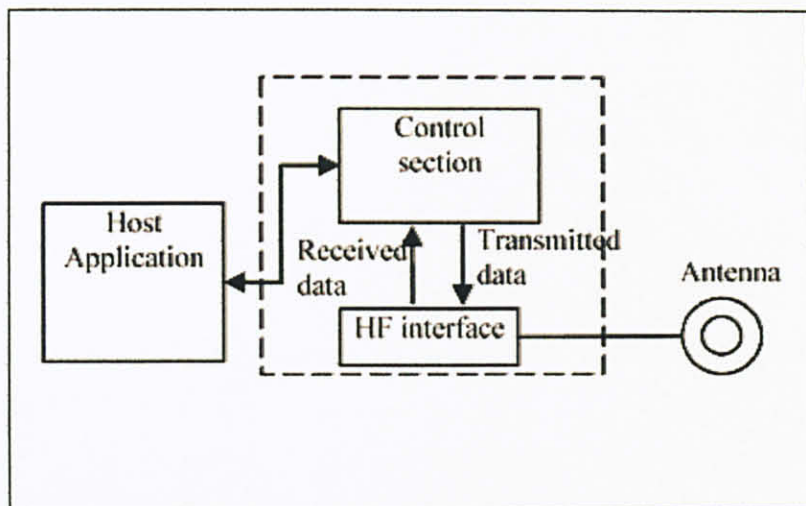 Control
section
Host
Application
Received
data
Transmitted
data
Antenna
HF interface